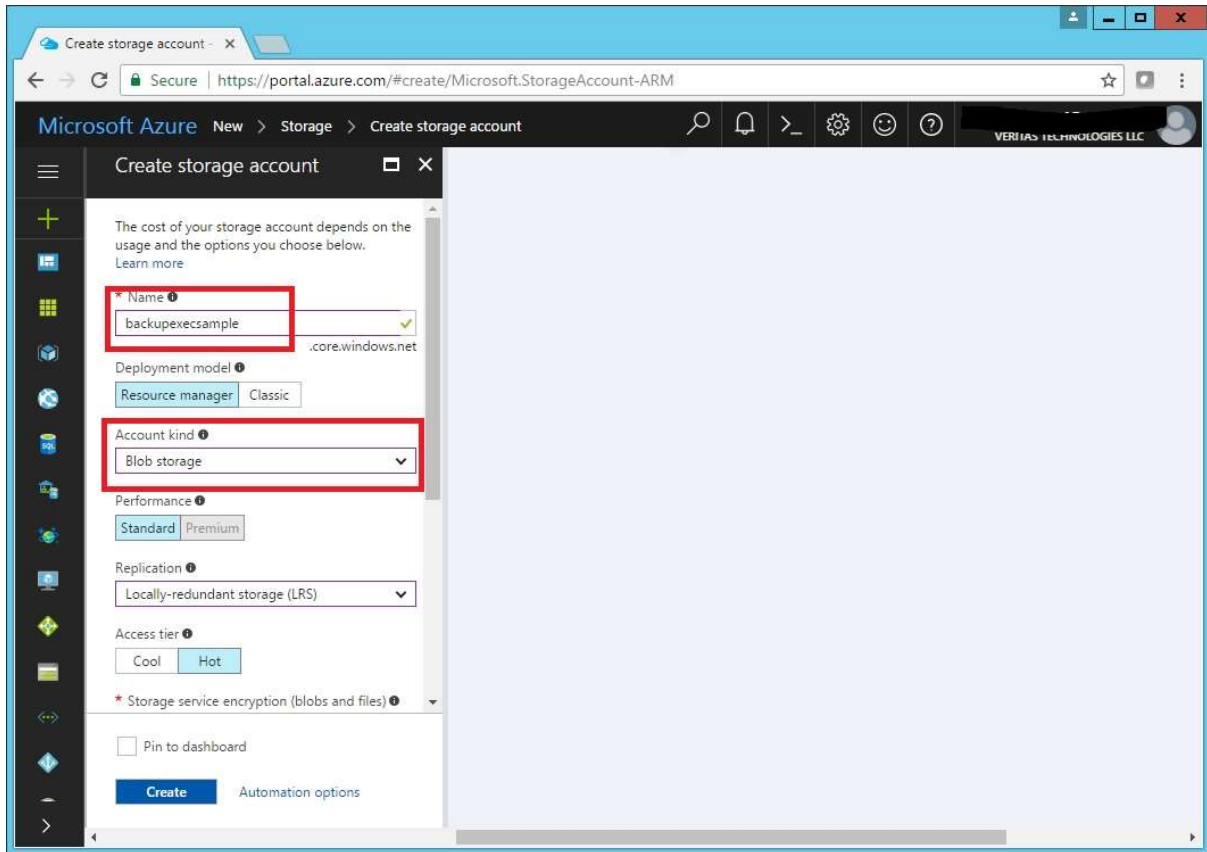 Create storage account -
Secure | https://portal.azure.com/#create/Microsoft.StorageAccount-ARM
Microsoft Azure New > Storage > Create storage account
VERITAS TECHNOLOGIES LLC
Create storage account
The cost of your storage account depends on the
usage and the options you choose below.
Learn more
* Name
backupexecsample
.core.windows.net
Deployment model
Resource manager Classic
Account kind
Blob storage
Performance
Standard Premium
Replication
Locally-redundant storage (LRS)
Access tier
Cool Hot
* Storage service encryption (blobs and files)
Pin to dashboard
Create Automation options